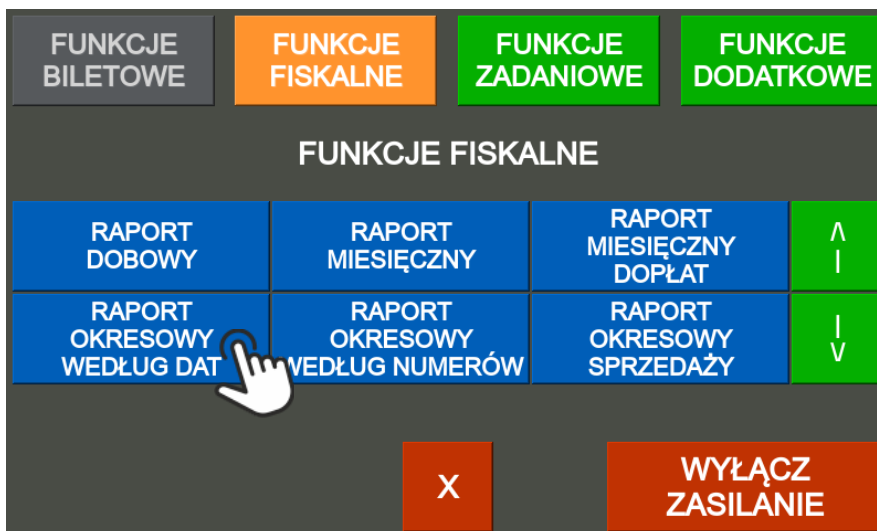 FUNKCJE
BILETOWE
FUNKCJE
FISKALNE
FUNKCJE
ZADANIOWE
FUNKCJE
DODATKOWE
FUNKCJE FISKALNE
RAPORT
DOBOWY
RAPORT
MIESIĘCZNY
RAPORT
MIESIĘCZNY
DOPŁAT
RAPORT
OKRESOWY
WEDŁUG DAT
RAPORT
OKRESOWY
WEDŁUG NUMERÓW
RAPORT
OKRESOWY
SPRZEDAŻY
X
WYŁĄCZ
ZASILANIE